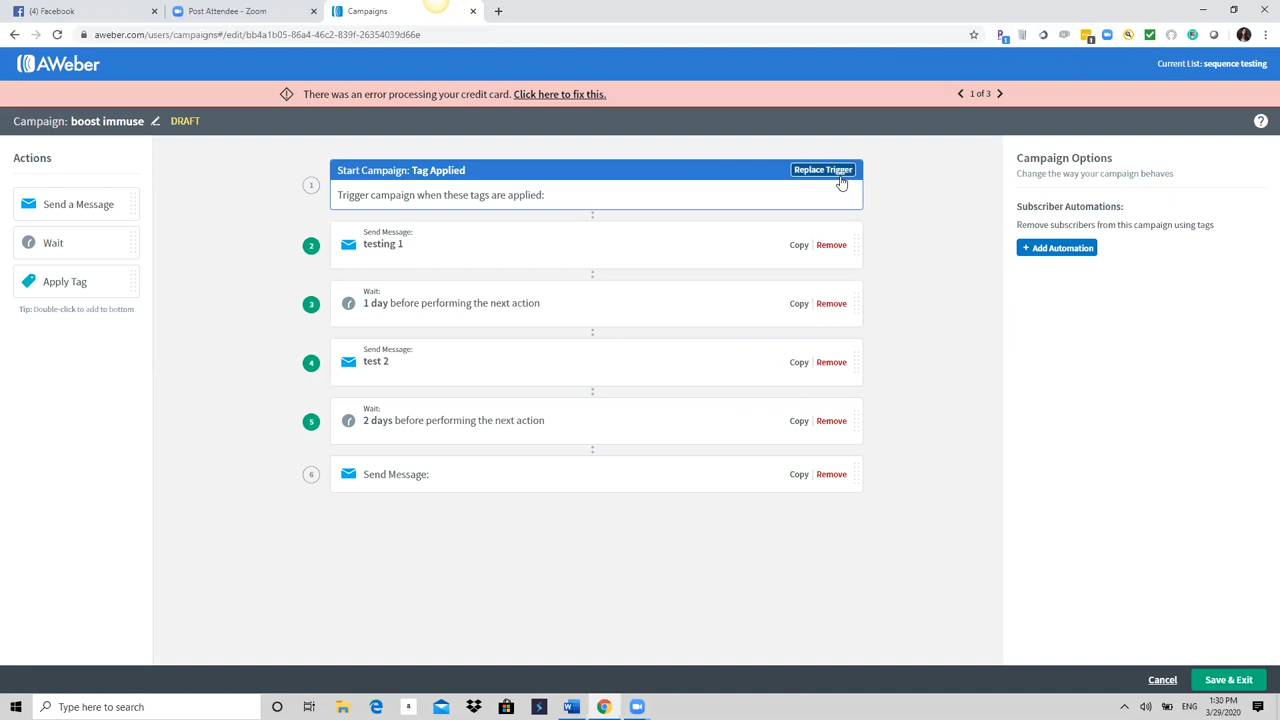 (4) Facebook
Post Attendee - Zoom
Campaigns
aweber.com/users/campaigns#/edit/bb4a1b05-86a4-46c2-839f-26354039d66e
AWeber
Current List: sequence testing
There was an error processing your credit card. Click here to fix this.
1 of 3
Campaign: boost immuse DRAFT
Actions
Send a Message
Wait
Apply Tag
Tip: Double-click to add to bottom
1
Start Campaign: Tag Applied
Replace Trigger
Trigger campaign when these tags are applied:
2
Send Message:
testing 1
Copy Remove
3
Wait:
1 day before performing the next action
Copy Remove
4
Send Message:
test 2
Copy Remove
5
Wait:
2 days before performing the next action
Copy Remove
6
Send Message:
Copy Remove
Campaign Options
Change the way your campaign behaves
Subscriber Automations:
Remove subscribers from this campaign using tags
+ Add Automation
Cancel
Save & Exit
Type here to search
ENG
1:30 PM
3/29/2020